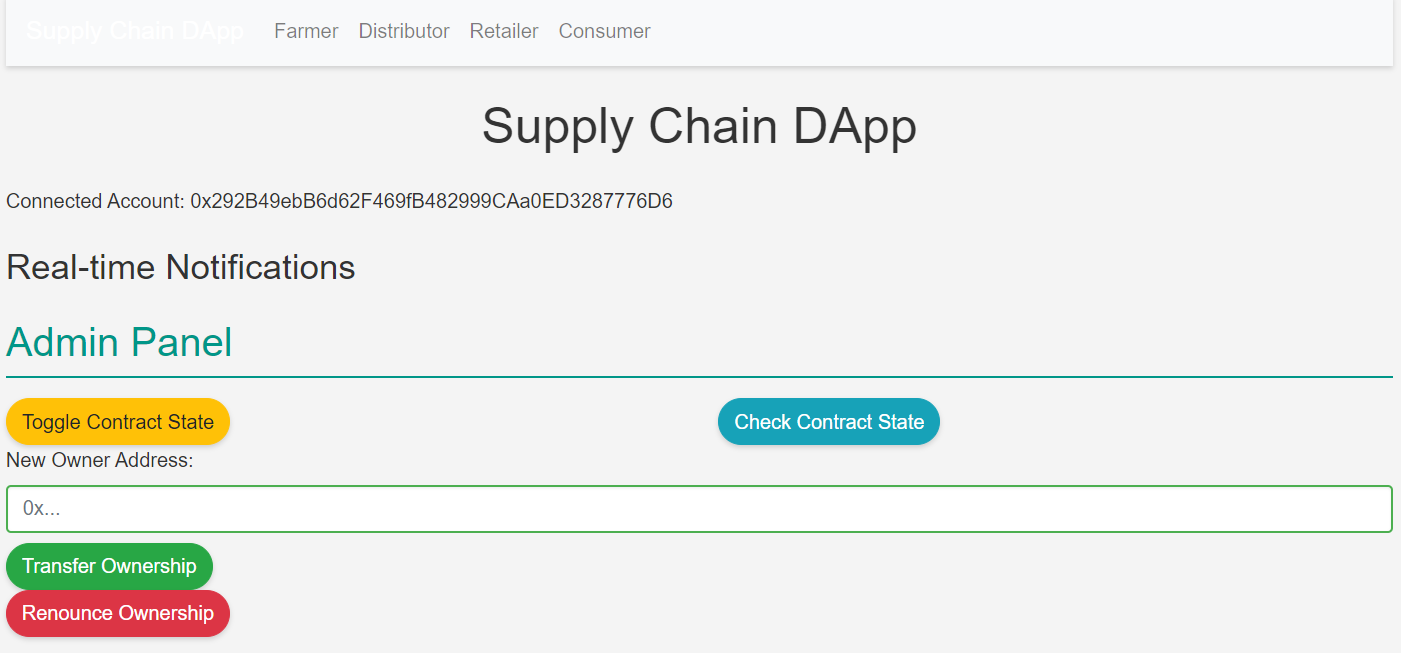 Supply Chain DApp Farmer Distributor Retailer Consumer
Supply Chain DApp
Connected Account: 0x292B49ebB6d62F469fB482999CAa0ED3287776D6
Real-time Notifications
Admin Panel
Toggle Contract State Check Contract State
New Owner Address:
0x...
Transfer Ownership
Renounce Ownership